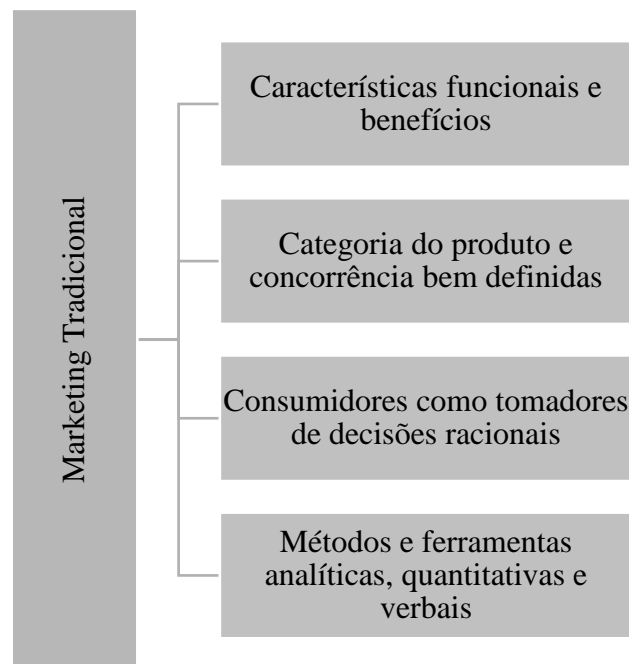 Marketing Tradicional
Características funcionais e
benefícios
Categoria do produto e
concorrência bem definidas
Consumidores como tomadores
de decisões racionais
Métodos e ferramentas
analíticas, quantitativas e
verbais